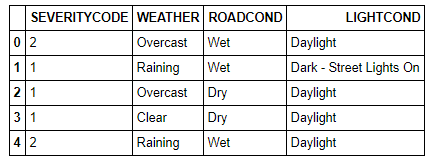 SEVERITYCODE WEATHER ROADCOND LIGHTCOND
0 2 Overcast Wet Daylight
1 1 Raining Wet Dark - Street Lights On
2 1 Overcast Dry Daylight
3 1 Clear Dry Daylight
4 2 Raining Wet Daylight